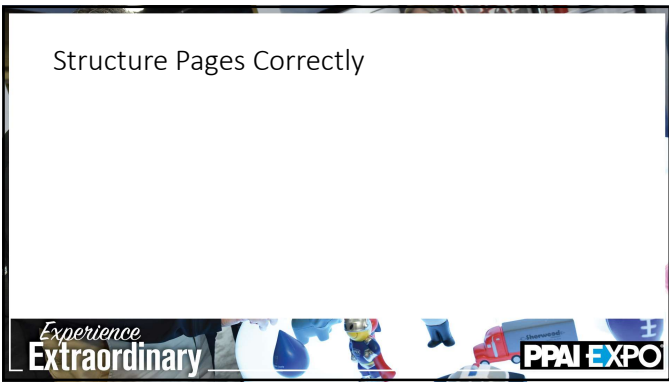 Structure Pages Correctly
Experience
Extraordinary
PPAI EXPO